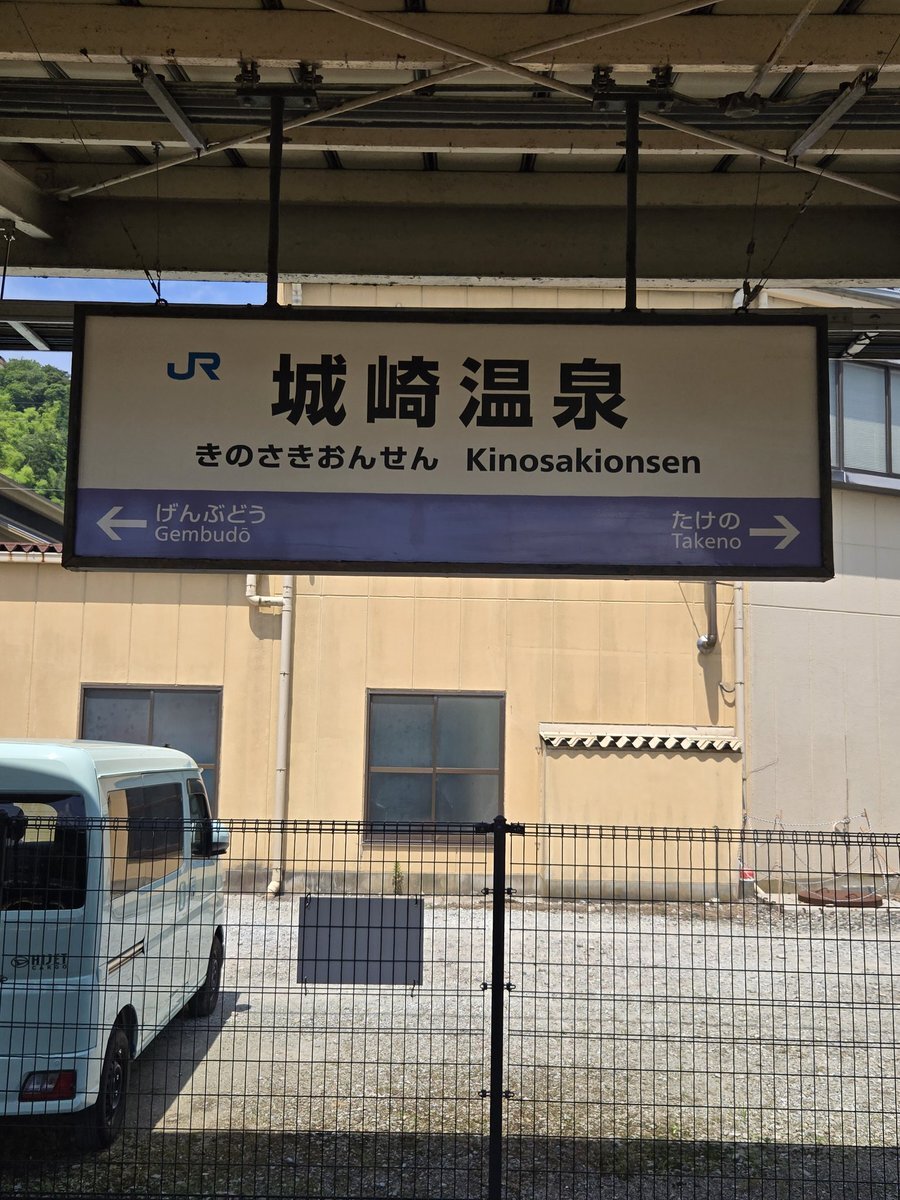 JR 城崎温泉
きのさきおんせん Kinosakionsen
← げんぶどう
Gembudō
たけの →
Takeno
HIJET
CARGO